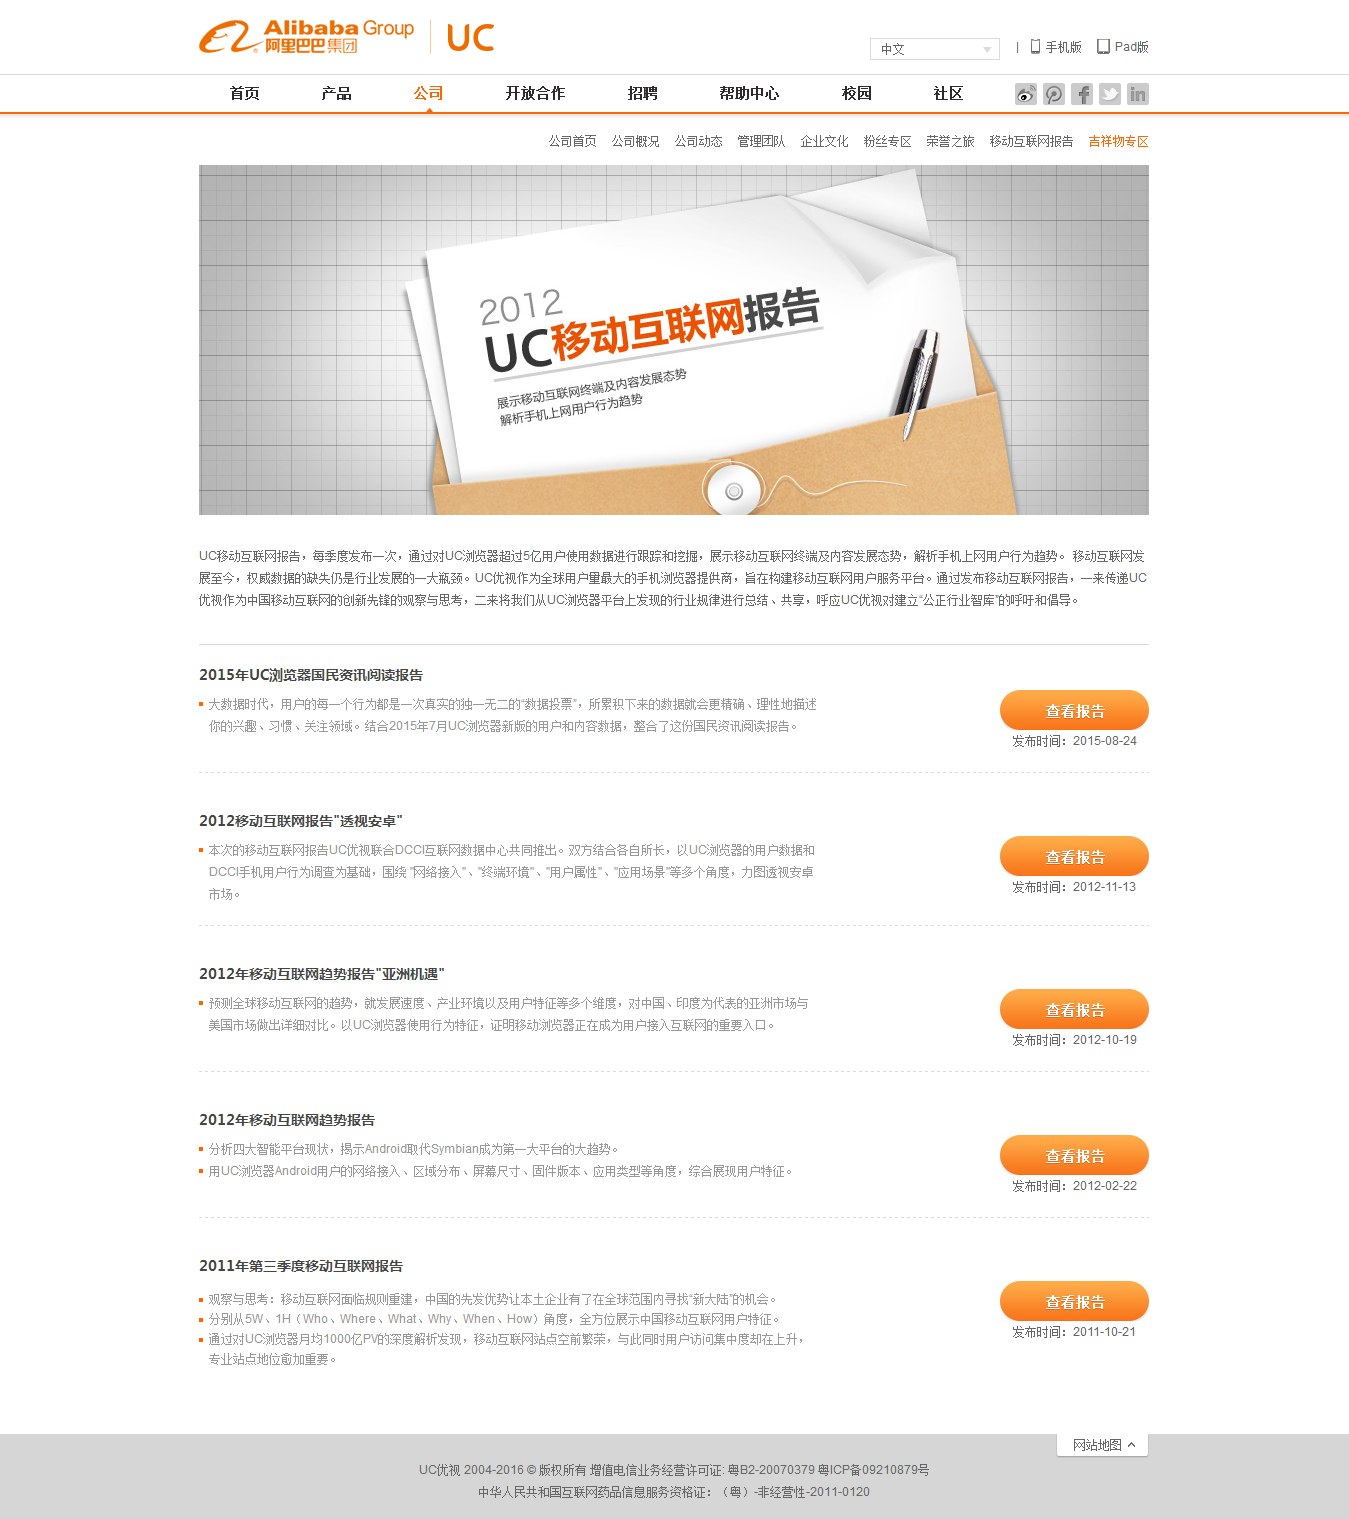 Alibaba Group
阿里巴巴集团
UC
中文
手机版
Pad版
首页 产品 公司 开放合作 招聘 帮助中心 校园 社区
公司首页 公司概况 公司动态 管理团队 企业文化 粉丝专区 荣誉之旅 移动互联网报告 吉祥物专区
2012
UC移动互联网报告
展示移动互联网终端及内容发展态势
解析手机上网用户行为趋势
UC移动互联网报告，每季度发布一次，通过对UC浏览器超过5亿用户使用数据进行跟踪和挖掘，展示移动互联网终端及内容发展态势，解析手机上网用户行为趋势。 移动互联网发
展至今，权威数据的缺失仍是行业发展的一大瓶颈。UC优视作为全球用户量最大的手机浏览器提供商，旨在构建移动互联网用户服务平台。通过发布移动互联网报告，一来传递UC
优视作为中国移动互联网的创新先锋的观察与思考，二来将我们从UC浏览器平台上发现的行业规律进行总结、共享，呼应UC优视对建立“公正行业智库”的呼吁和倡导。
2015年UC浏览器国民资讯阅读报告
大数据时代，用户的每一个行为都是一次真实的独一无二的“数据投票”，所累积下来的数据就会更精确、理性地描述
你的兴趣、习惯、关注领域。结合2015年7月UC浏览器新版的用户和内容数据，整合了这份国民资讯阅读报告。
查看报告
发布时间：2015-08-24
2012移动互联网报告"透视安卓"
本次的移动互联网报告UC优视联合DCCI互联网数据中心共同推出。双方结合各自所长，以UC浏览器的用户数据和
DCCI手机用户行为调查为基础，围绕 "网络接入"、"终端环境"、"用户属性"、"应用场景"等多个角度，力图透视安卓
市场。
查看报告
发布时间：2012-11-13
2012年移动互联网趋势报告"亚洲机遇"
预测全球移动互联网的趋势，就发展速度、产业环境以及用户特征等多个维度，对中国、印度为代表的亚洲市场与
美国市场做出详细对比。以UC浏览器使用行为特征，证明移动浏览器正在成为用户接入互联网的重要入口。
查看报告
发布时间：2012-10-19
2012年移动互联网趋势报告
分析四大智能平台现状，揭示Android取代Symbian成为第一大平台的大趋势。
用UC浏览器Android用户的网络接入、区域分布、屏幕尺寸、固件版本、应用类型等角度，综合展现用户特征。
查看报告
发布时间：2012-02-22
2011年第三季度移动互联网报告
观察与思考：移动互联网面临规则重建，中国的先发优势让本土企业有了在全球范围内寻找“新大陆”的机会。
分别从5W、1H（Who、Where、What、Why、When、How）角度，全方位展示中国移动互联网用户特征。
通过对UC浏览器月均1000亿PV的深度解析发现，移动互联网站点空前繁荣，与此同时用户访问集中度却在上升，
专业站点地位愈加重要。
查看报告
发布时间：2011-10-21
网站地图
UC优视 2004-2016 © 版权所有 增值电信业务经营许可证: 粤B2-20070379 粤ICP备09210879号
中华人民共和国互联网药品信息服务资格证：（粤）-非经营性-2011-0120